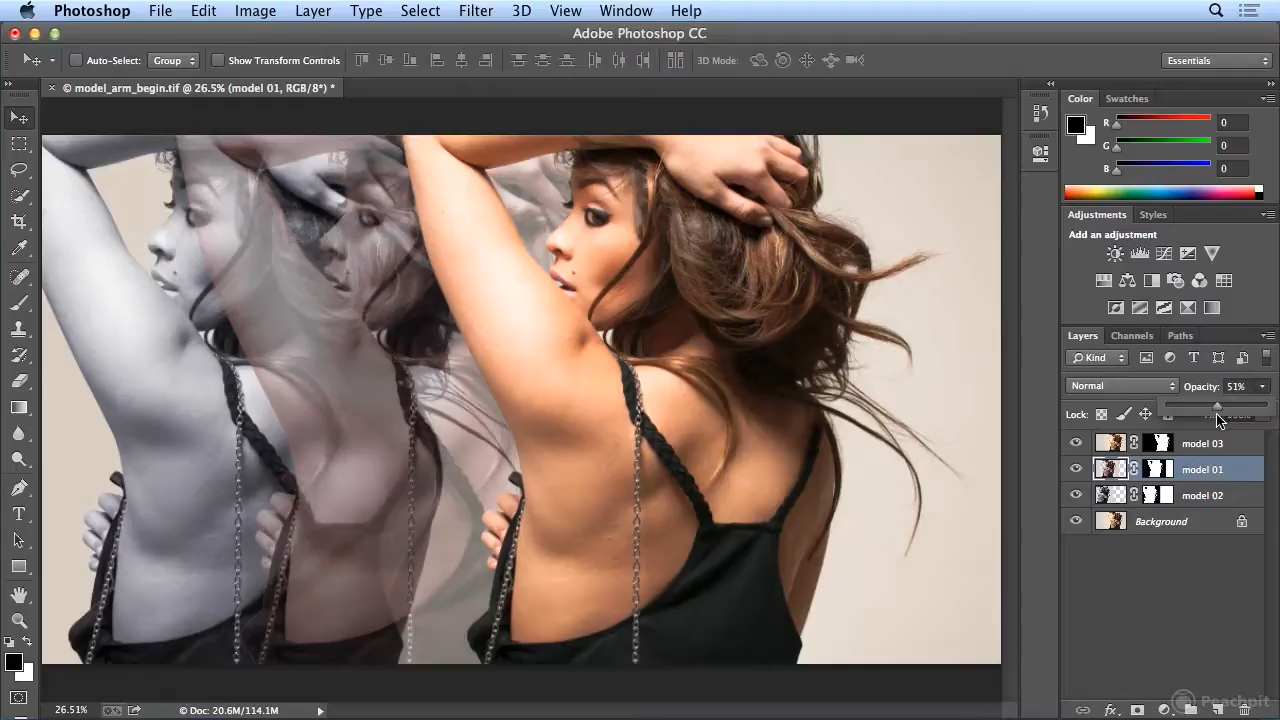 Photoshop File Edit Image Layer Type Select Filter 3D View Window Help
Adobe Photoshop CC
Auto-Select: Group Show Transform Controls 3D Mode: Essentials
× © model_arm_begin.tif @ 26.5% (model 01, RGB/8*) *
Color Swatches
R 0
G 0
B 0
Adjustments Styles
Add an adjustment
Layers Channels Paths
Kind T
Normal Opacity: 51%
Lock:
model 03
model 01
model 02
Background
T
fx
26.51% © Doc: 20.6M/114.1M
Peachpit